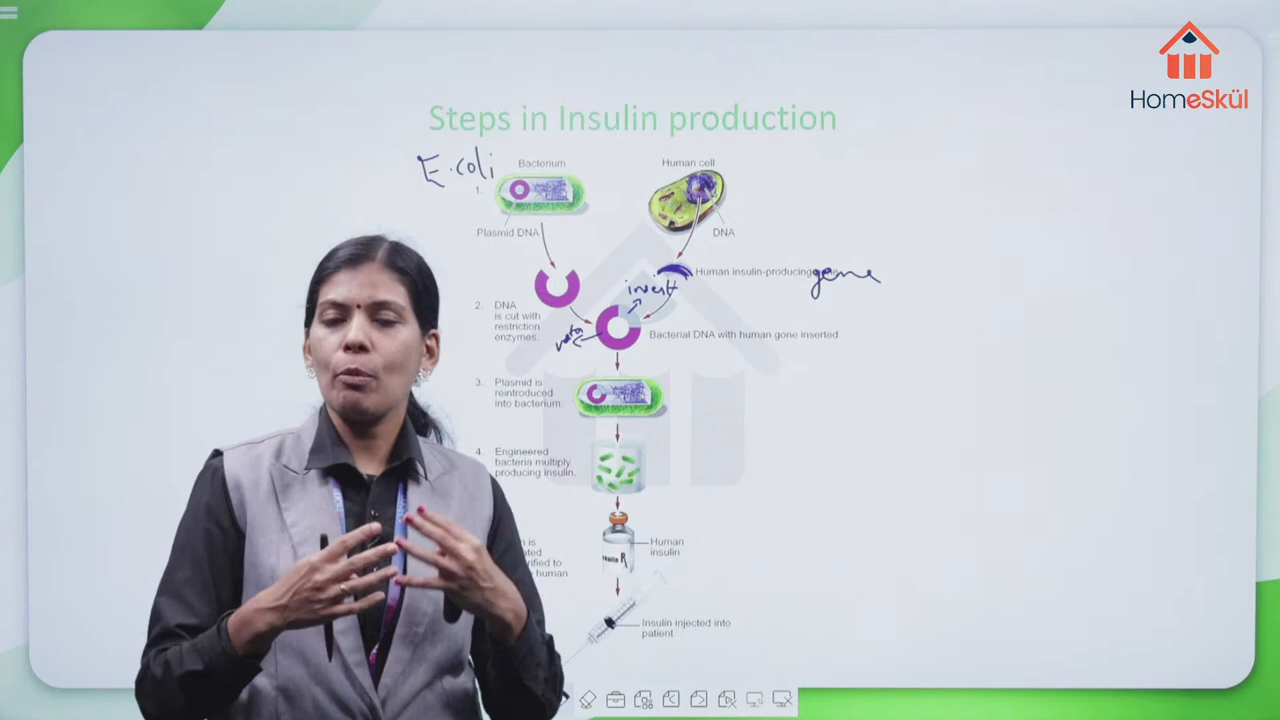 HomeSkül
Steps in Insulin production
E.coli
Bacterium
Human cell
1.
Plasmid DNA
DNA
Human insulin-producing gene
insert
2. DNA
is cut with
restriction
enzymes.
Bacterial DNA with human gone inserted
3. Plasmid is
reintroduced
into bacterium.
4. Engineered
bacteria multiply
producing insulin.
Human
insulin
R
human
Insulin injected into
patient